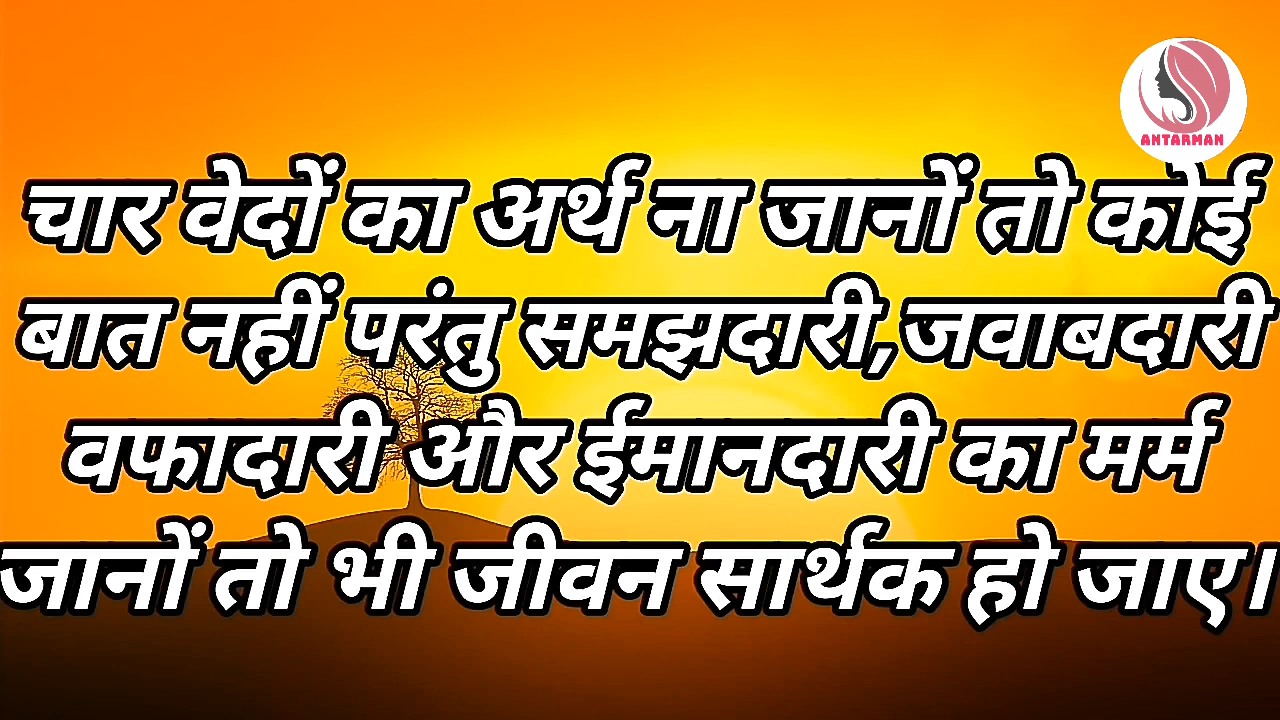 ANTARMAN
चार वेदों का अर्थ ना जानों तो कोई
बात नहीं परंतु समझदारी,जवाबदारी
वफादारी और ईमानदारी का मर्म
जानों तो भी जीवन सार्थक हो जाए।